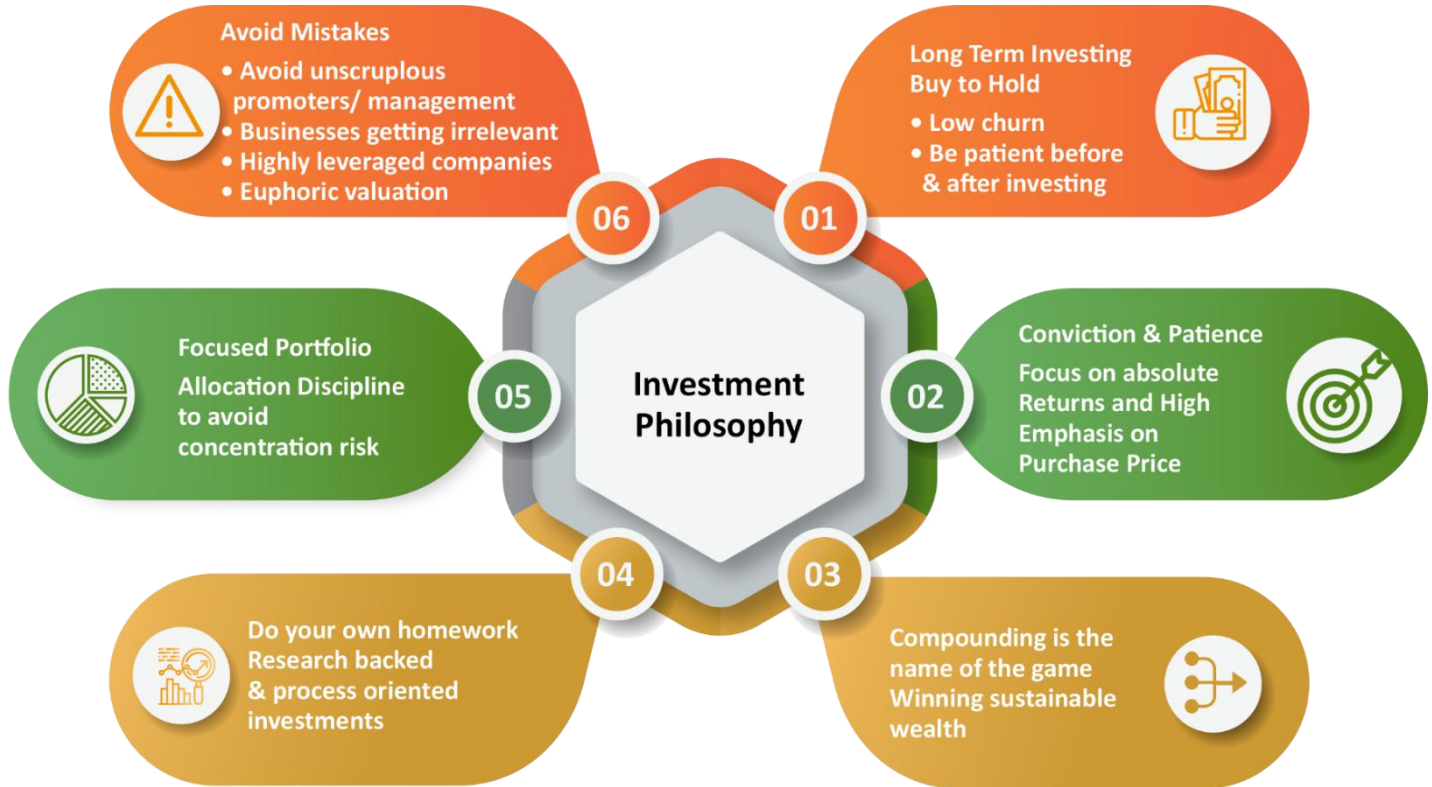 Investment
Philosophy
01
Long Term Investing
Buy to Hold
• Low churn
• Be patient before
& after investing
02
Conviction & Patience
Focus on absolute
Returns and High
Emphasis on
Purchase Price
03
Compounding is the
name of the game
Winning sustainable
wealth
04
Do your own homework
Research backed
& process oriented
investments
05
Focused Portfolio
Allocation Discipline
to avoid
concentration risk
06
Avoid Mistakes
• Avoid unscruplous
promoters/ management
• Businesses getting irrelevant
• Highly leveraged companies
• Euphoric valuation